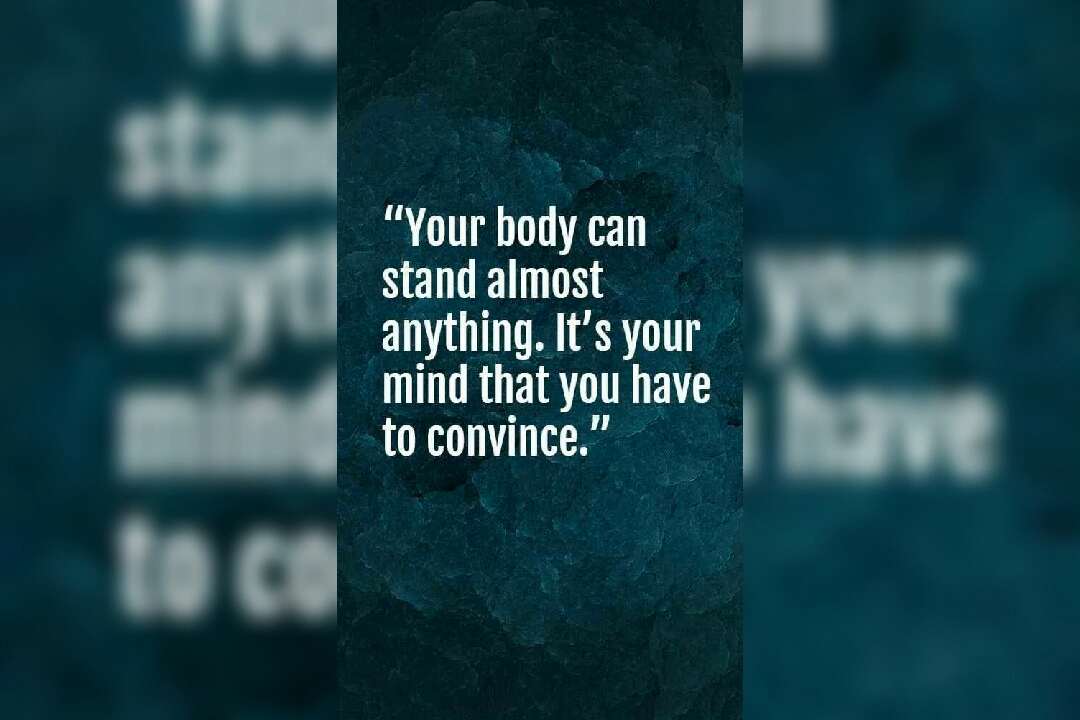 “Your body can
stand almost
anything. It’s your
mind that you have
to convince.”